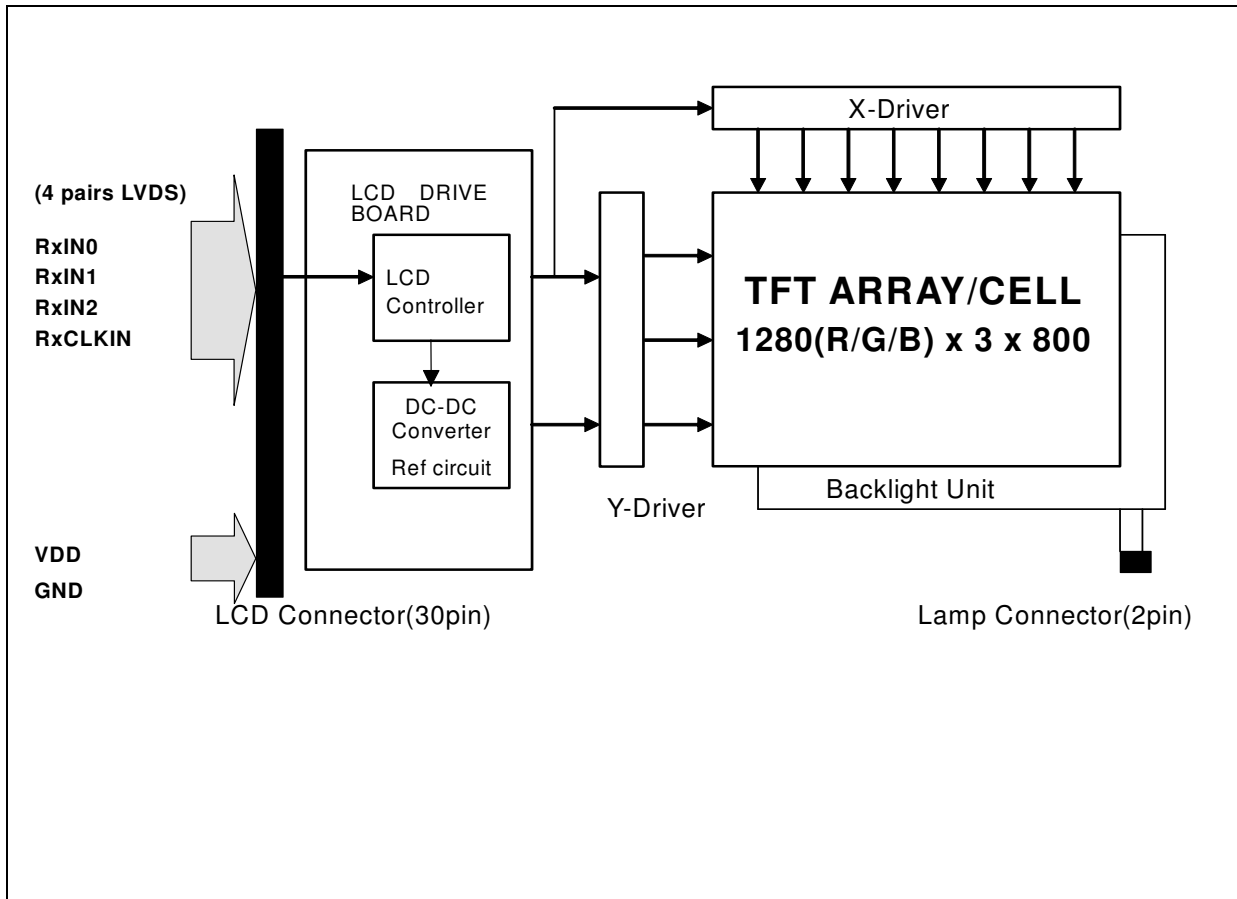 X-Driver
(4 pairs LVDS)
RxIN0
RxIN1
RxIN2
RxCLKIN
LCD DRIVE
BOARD
LCD
Controller
DC-DC
Converter
Ref circuit
TFT ARRAY/CELL
1280(R/G/B) x 3 x 800
Backlight Unit
Y-Driver
VDD
GND
LCD Connector(30pin)
Lamp Connector(2pin)